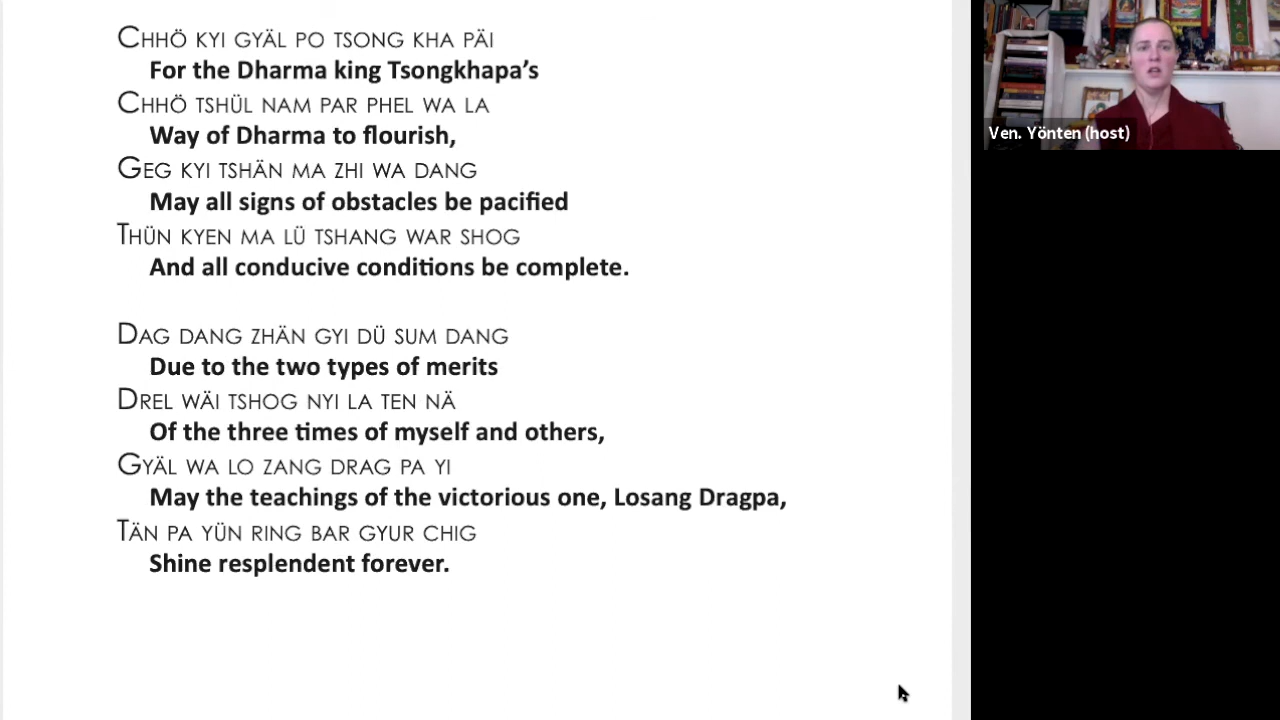 CHHÖ KYI GYÄL PO TSONG KHA PÄI
For the Dharma king Tsongkhapa’s
CHHÖ TSHÜL NAM PAR PHEL WA LA
Way of Dharma to flourish,
GEG KYI TSHÄN MA ZHI WA DANG
May all signs of obstacles be pacified
THÜN KYEN MA LÜ TSHANG WAR SHOG
And all conducive conditions be complete.
DAG DANG ZHÄN GYI DÜ SUM DANG
Due to the two types of merits
DREL WÄI TSHOG NYI LA TEN NÄ
Of the three times of myself and others,
GYÄL WA LO ZANG DRAG PA YI
May the teachings of the victorious one, Losang Dragpa,
TÄN PA YÜN RING BAR GYUR CHIG
Shine resplendent forever.
Ven. Yönten (host)